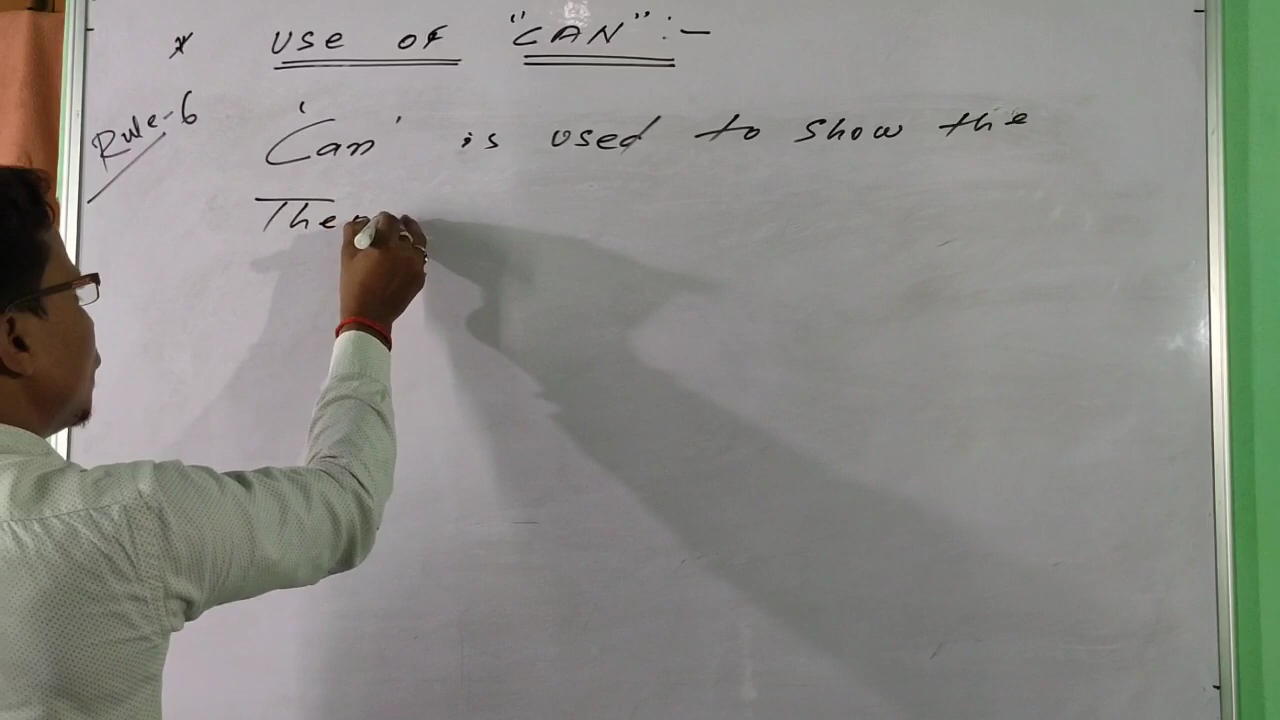 * USE OF "CAN" :-
Rule-6
'Can' is used to show the
The